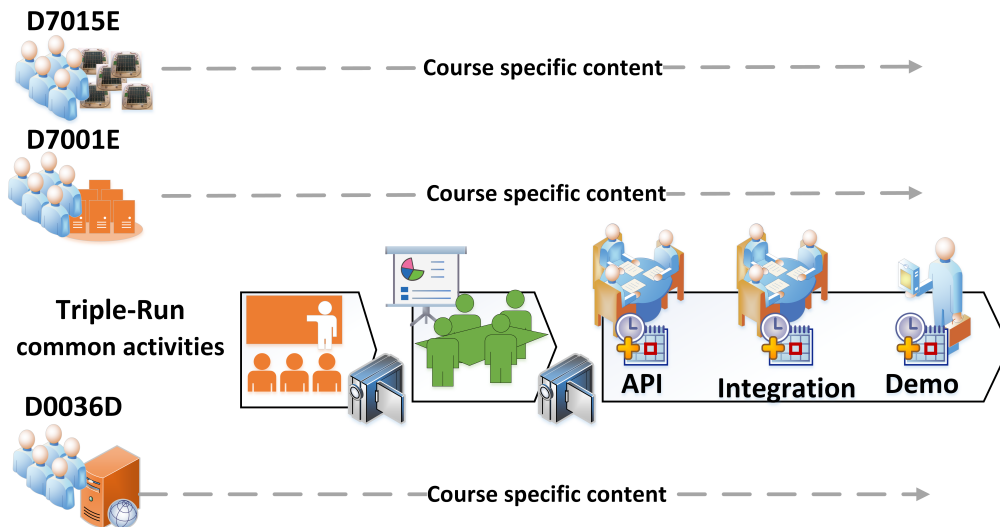 D7015E
Course specific content
D7001E
Course specific content
Triple-Run
common activities
API
Integration
Demo
D0036D
Course specific content